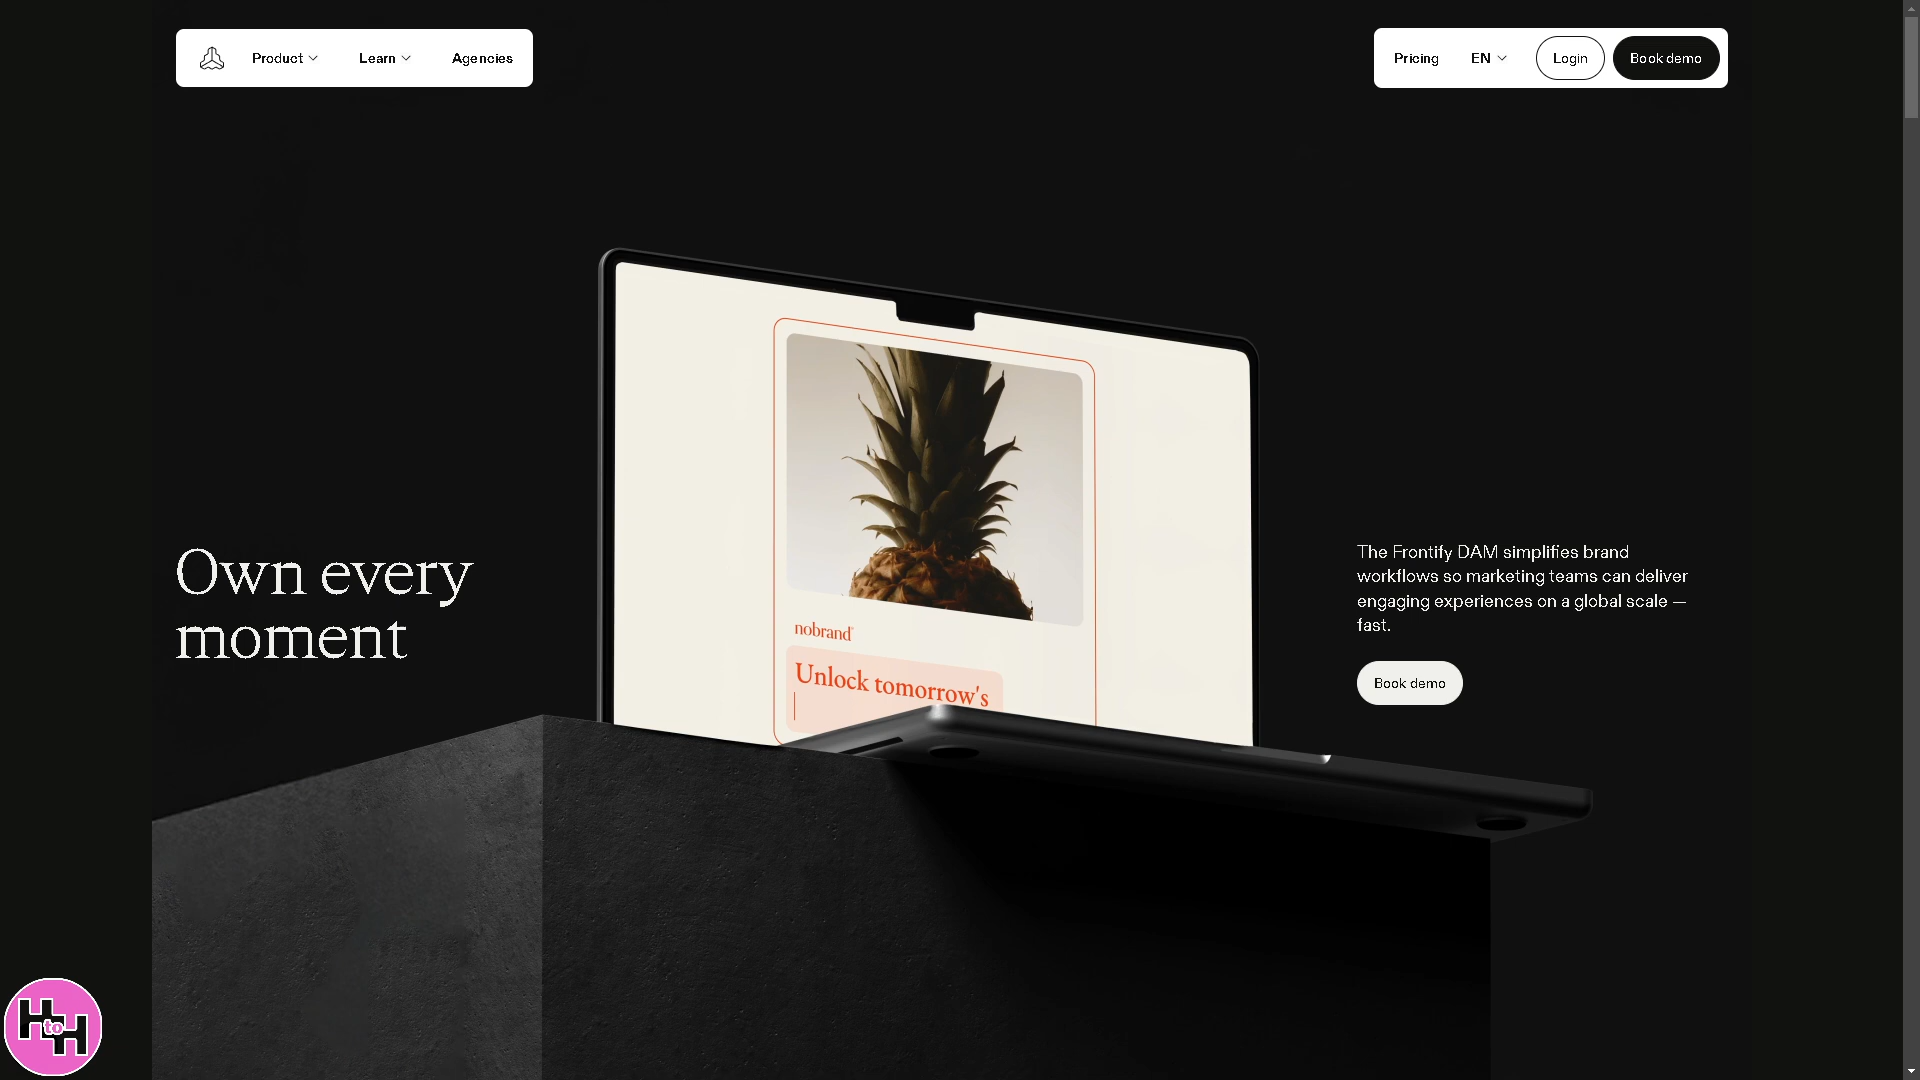 Product
Learn
Agencies
Pricing
EN
Login
Book demo
Own every
moment
nobrand
Unlock tomorrow's
The Frontify DAM simplifies brand
workflows so marketing teams can deliver
engaging experiences on a global scale —
fast.
Book demo
H to H